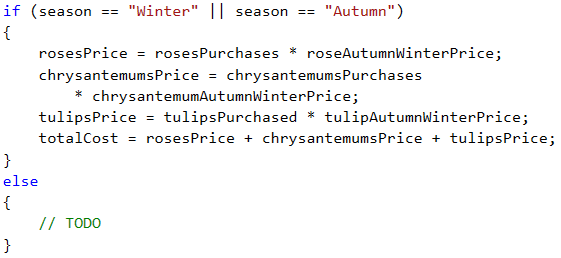 if (season == "Winter" || season == "Autumn")
{
    rosesPrice = rosesPurchases * roseAutumnWinterPrice;
    chrysantemumsPrice = chrysantemumsPurchases
        * chrysantemumAutumnWinterPrice;
    tulipsPrice = tulipsPurchased * tulipAutumnWinterPrice;
    totalCost = rosesPrice + chrysantemumsPrice + tulipsPrice;
}
else
{
    // TODO
}